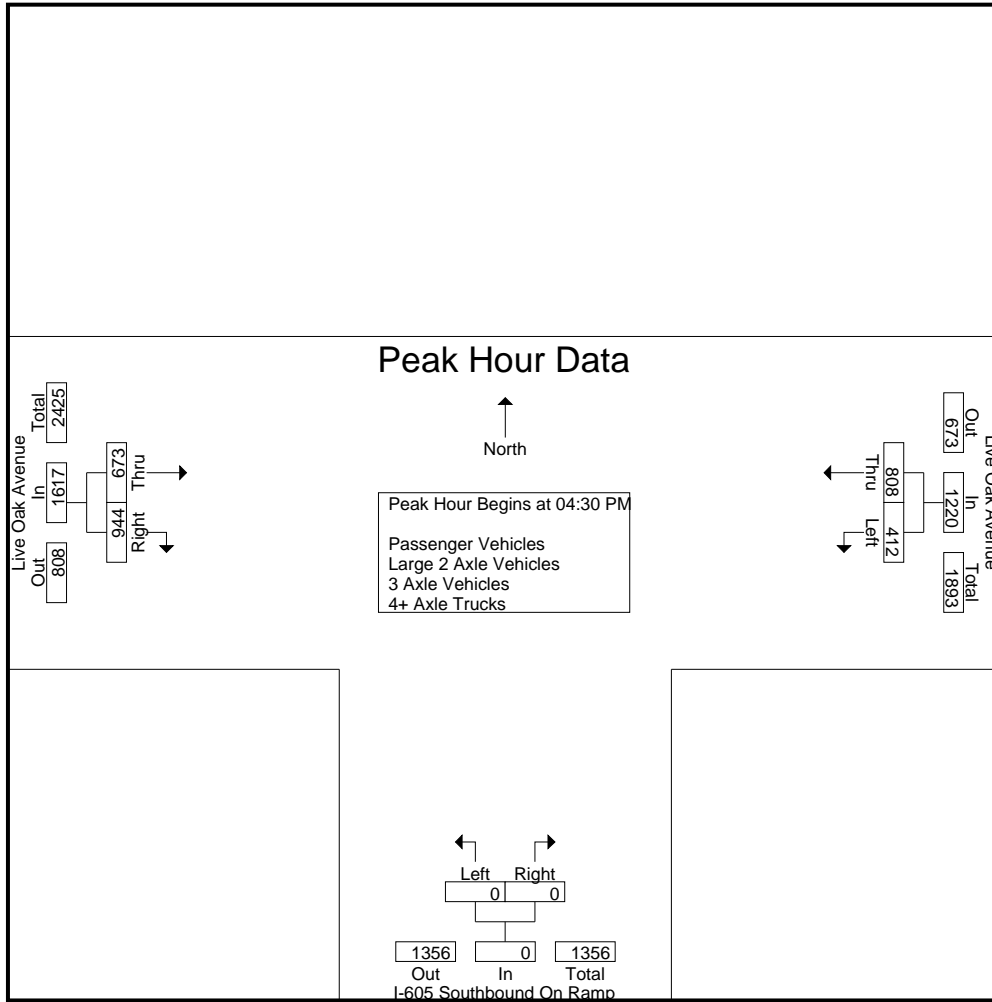 Peak Hour Data
North
Peak Hour Begins at 04:30 PM
Passenger Vehicles
Large 2 Axle Vehicles
3 Axle Vehicles
4+ Axle Trucks
Live Oak Avenue
Out In Total
808 1617 2425
Right Thru
944 673
Live Oak Avenue
Out In Total
673 1220 1893
Thru Left
808 412
Left Right
0 0
1356 0 1356
Out In Total
I-605 Southbound On Ramp